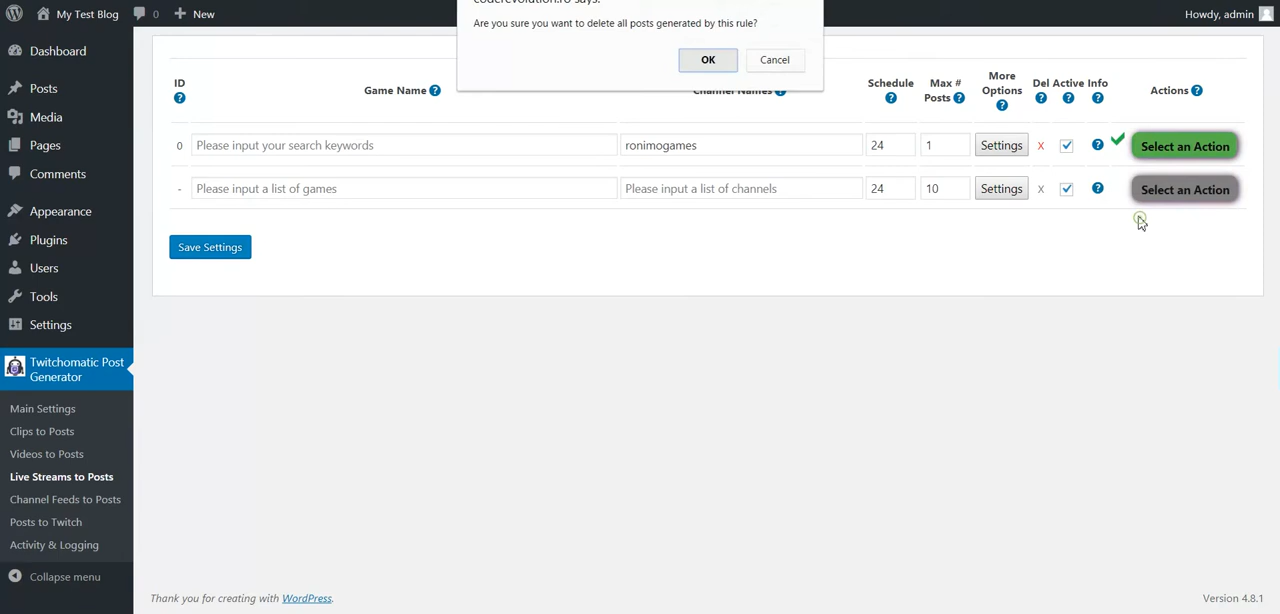 My Test Blog
0
New
coderevolution.ro says:
Howdy, admin
Are you sure you want to delete all posts generated by this rule?
OK
Cancel
Dashboard
Posts
Media
Pages
Comments
Appearance
Plugins
Users
Tools
Settings
Twitchomatic Post
Generator
Main Settings
Clips to Posts
Videos to Posts
Live Streams to Posts
Channel Feeds to Posts
Posts to Twitch
Activity & Logging
Collapse menu
ID
Game Name
Channel Names
Schedule
Max #
Posts
More
Options
Del Active Info
Actions
0 Please input your search keywords ronimogames 24 1 Settings X Select an Action
- Please input a list of games Please input a list of channels 24 10 Settings X Select an Action
Save Settings
Thank you for creating with WordPress.
Version 4.8.1